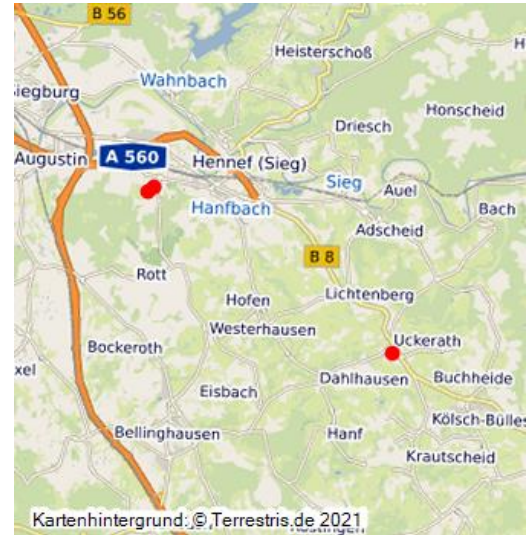 B 56
Heisterschoß
Wahnbach
Siegburg
Honscheid
Driesch
Augustin
A 560
Hennef (Sieg)
Sieg
Auel
Hanfbach
Bach
Adscheid
B 8
Rott
Hofen
Lichtenberg
Westerhausen
Uckerath
Bockeroth
Dahlhausen
Buchheide
Eisbach
Kölsch-Bülles
Bellinghausen
Hanf
Krautscheid
Kartenhintergrund: © Terrestris.de 2021